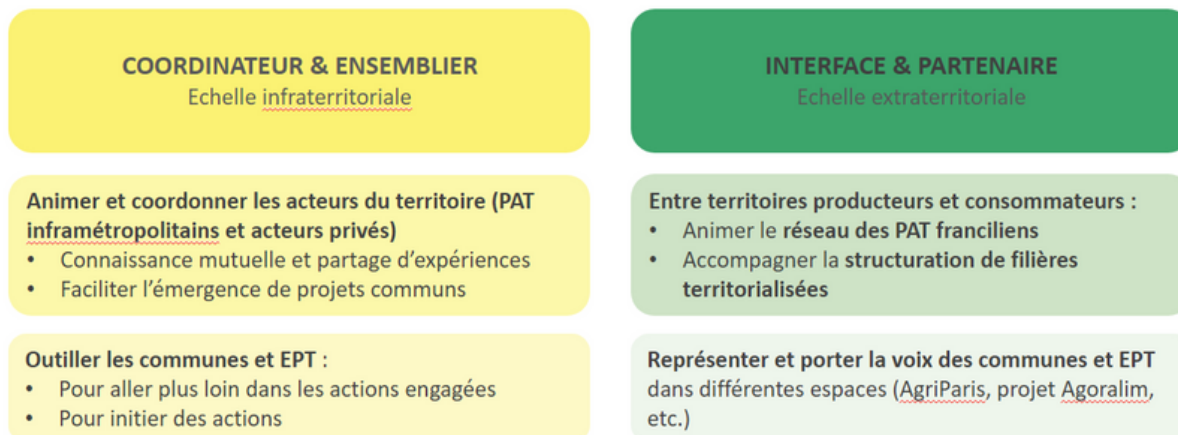 COORDINATEUR & ENSEMBLIER
Echelle infraterritoriale
Animer et coordonner les acteurs du territoire (PAT
inframétropolitains et acteurs privés)
• Connaissance mutuelle et partage d'expériences
• Faciliter l'émergence de projets communs
Outiller les communes et EPT :
• Pour aller plus loin dans les actions engagées
• Pour initier des actions
INTERFACE & PARTENAIRE
Echelle extraterritoriale
Entre territoires producteurs et consommateurs :
• Animer le réseau des PAT franciliens
• Accompagner la structuration de filières
territorialisées
Représenter et porter la voix des communes et EPT
dans différentes espaces (AgriParis, projet Agoralim,
etc.)